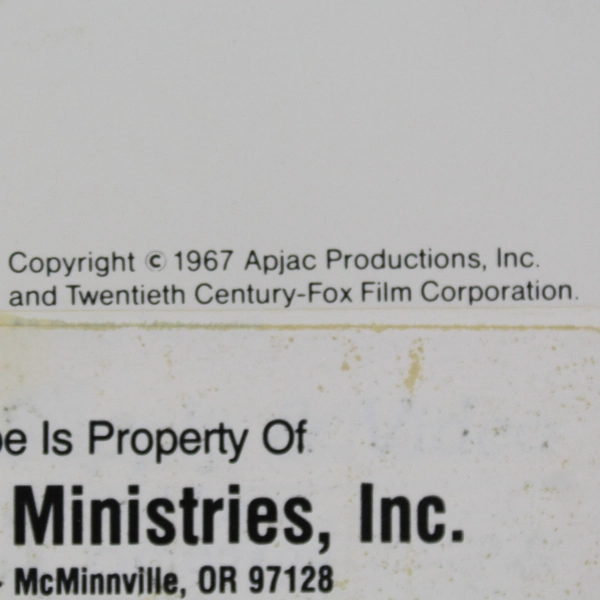 Copyright © 1967 Apjac Productions, Inc.
and Twentieth Century-Fox Film Corporation.
Is Property Of
Ministries, Inc.
McMinnville, OR 97128